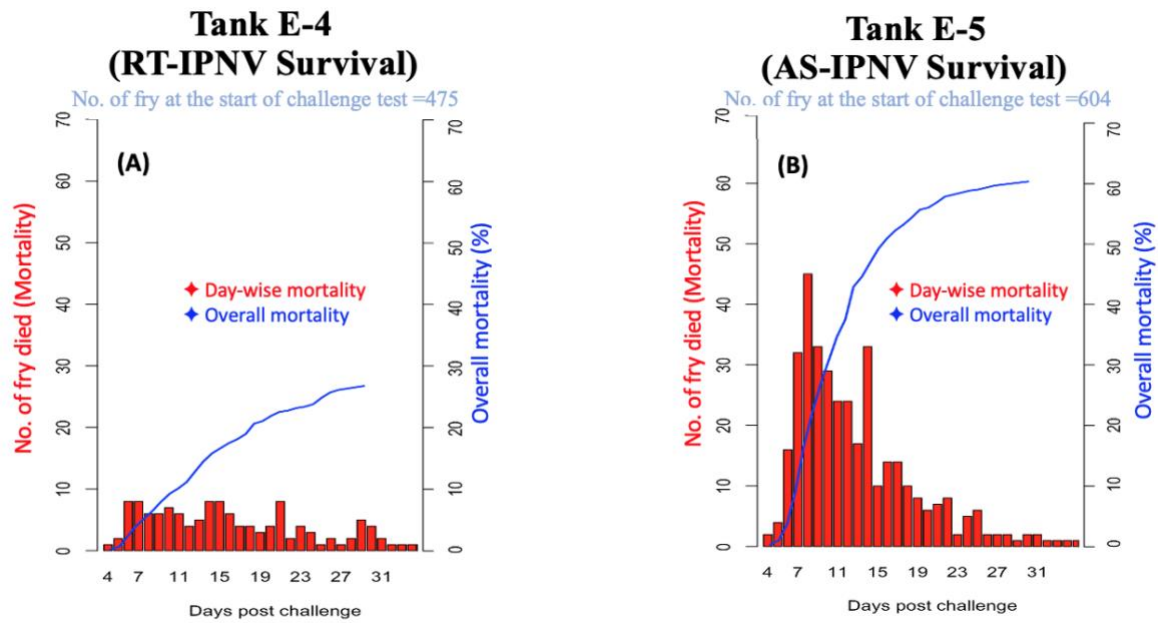 Tank E-4
(RT-IPNV Survival)
No. of fry at the start of challenge test =475
70
60
50
40
30
20
10
0
No. of fry died (Mortality)
(A)
✦ Day-wise mortality
✦ Overall mortality
70
60
50
40
30
20
10
0
Overall mortality (%)
4 7 11 15 19 23 27 31
Days post challenge
Tank E-5
(AS-IPNV Survival)
No. of fry at the start of challenge test =604
70
60
50
40
30
20
10
0
No. of fry died (Mortality)
(B)
✦ Day-wise mortality
✦ Overall mortality
70
60
50
40
30
20
10
0
Overall mortality (%)
4 7 11 15 19 23 27 31
Days post challenge